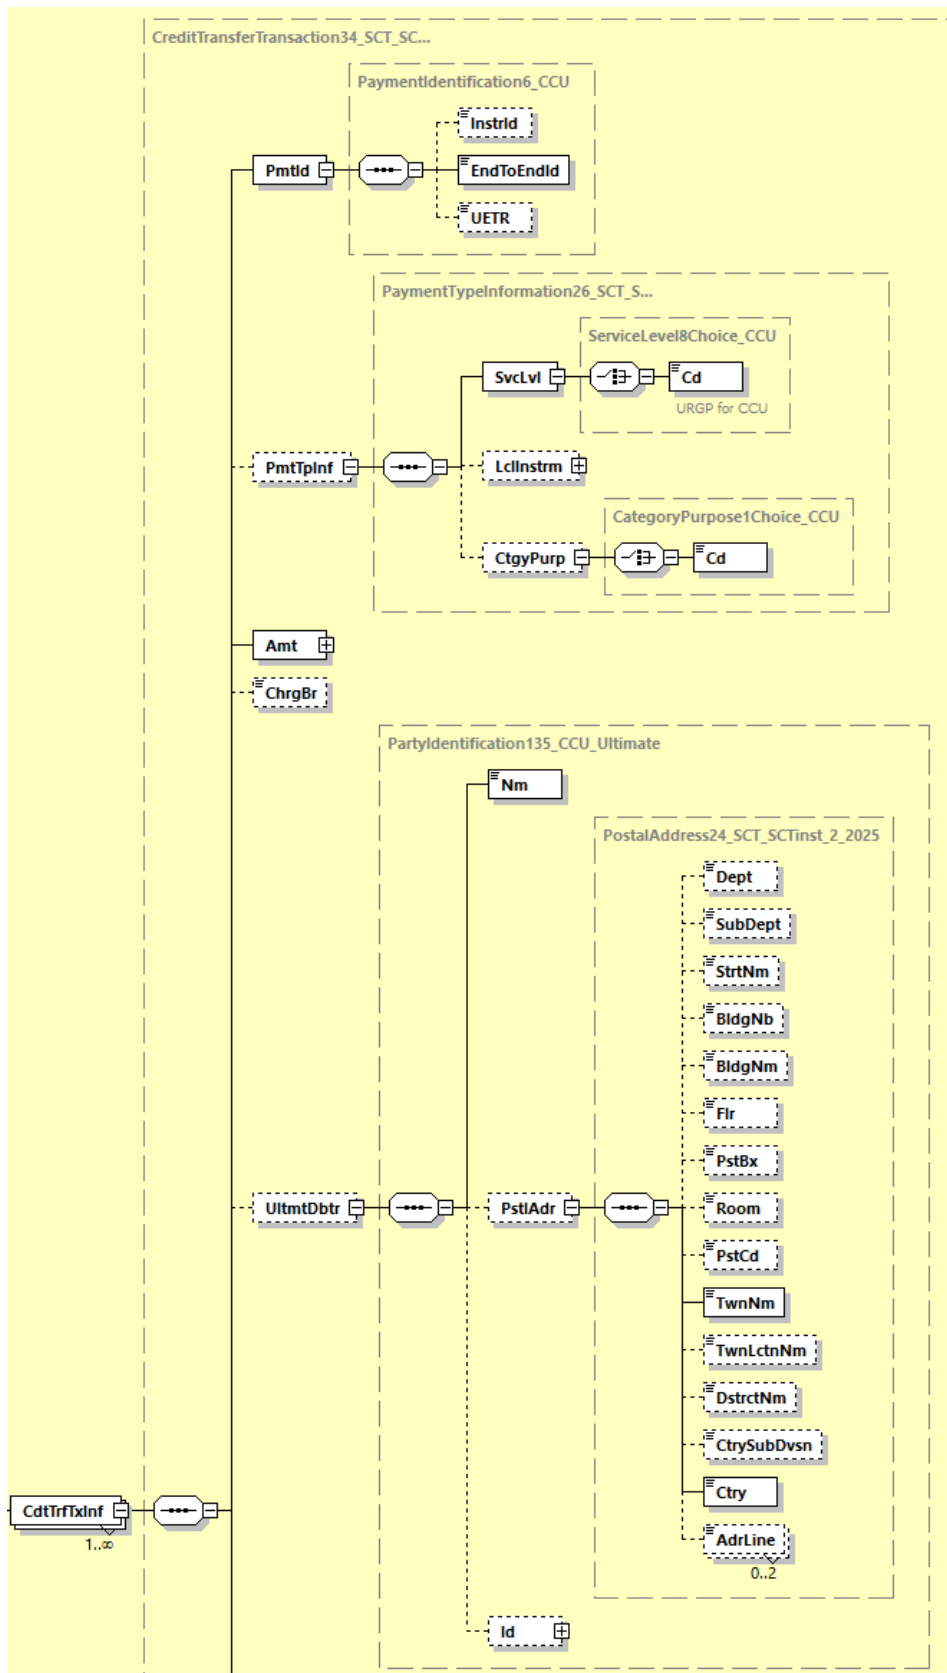 CreditTransferTransaction34_SCT_SC...
PaymentIdentification6_CCU
InstrId
PmtId
EndToEndId
UETR
PaymentTypeInformation26_SCT_S...
ServiceLevel8Choice_CCU
SvcLvl
Cd
URGP for CCU
PmtTpInf
LclInstrm
CategoryPurpose1Choice_CCU
CtgyPurp
Cd
Amt
ChrgBr
PartyIdentification135_CCU_Ultimate
Nm
PostalAddress24_SCT_SCTinst_2_2025
Dept
SubDept
StrtNm
BldgNb
BldgNm
Flr
PstBx
UltmtDbtr
PstlAdr
Room
PstCd
TwnNm
TwnLctnNm
DstrctNm
CtrySubDvsn
Ctry
CdtTrfTxInf
1..∞
AdrLine
0..2
Id